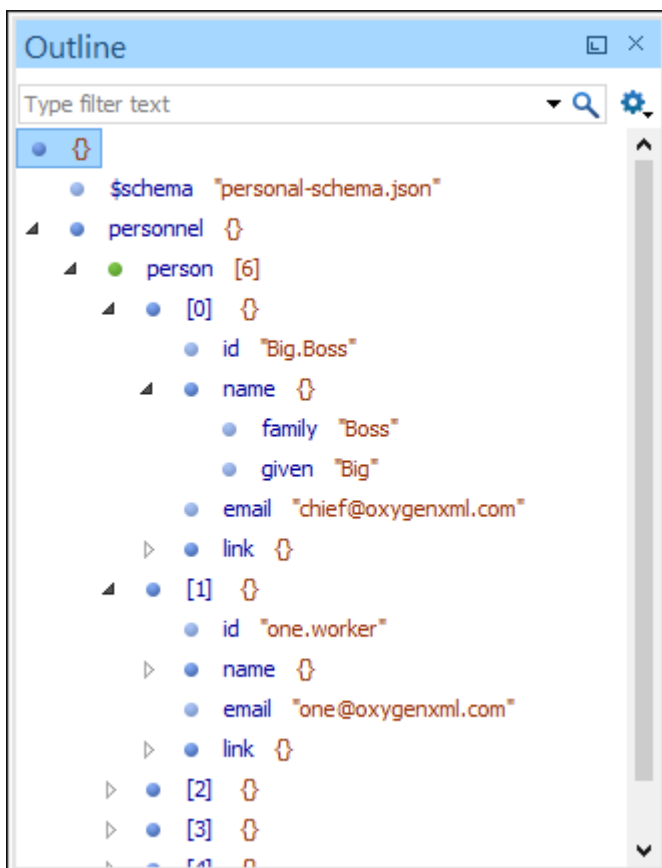 Outline
Type filter text
{}
$schema "personal-schema.json"
personnel {}
person [6]
[0] {}
id "Big.Boss"
name {}
family "Boss"
given "Big"
email "chief@oxygenxml.com"
link {}
[1] {}
id "one.worker"
name {}
email "one@oxygenxml.com"
link {}
[2] {}
[3] {}
[4] {}